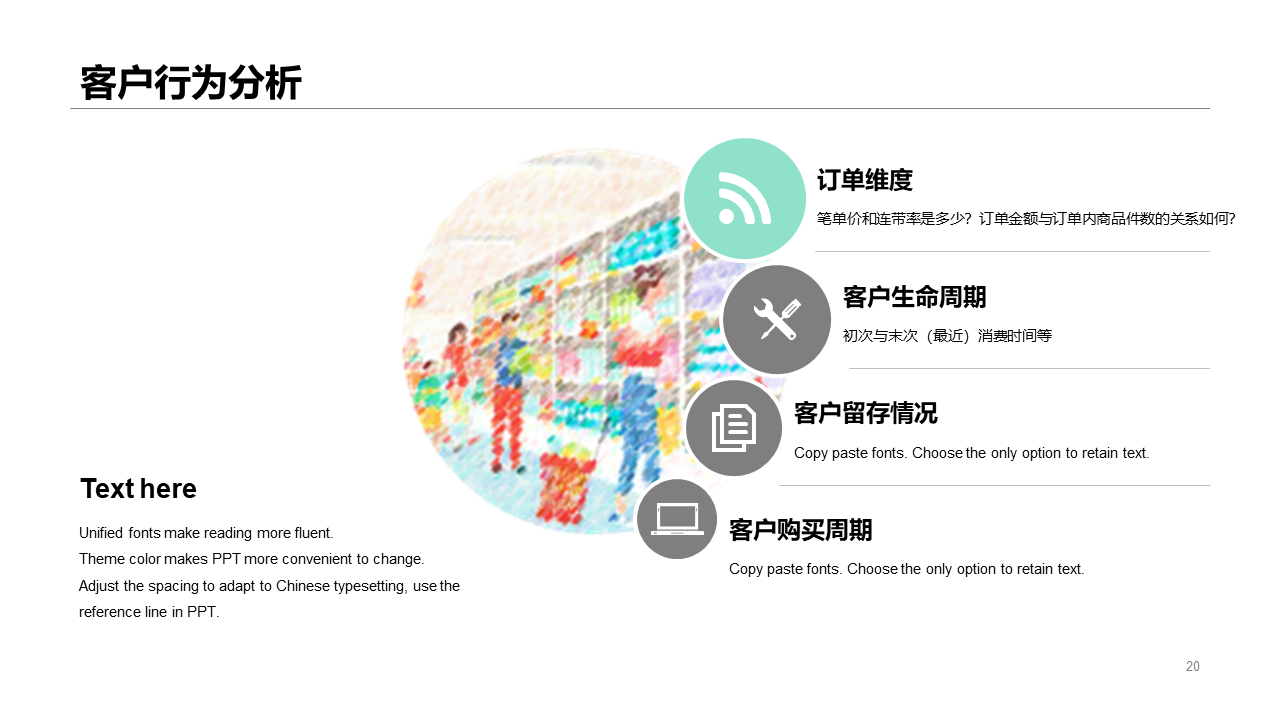 客户行为分析
订单维度
笔单价和连带率是多少？订单金额与订单内商品件数的关系如何?
客户生命周期
初次与末次（最近）消费时间等
客户留存情况
Copy paste fonts. Choose the only option to retain text.
客户购买周期
Copy paste fonts. Choose the only option to retain text.
Text here
Unified fonts make reading more fluent.
Theme color makes PPT more convenient to change.
Adjust the spacing to adapt to Chinese typesetting, use the
reference line in PPT.
20